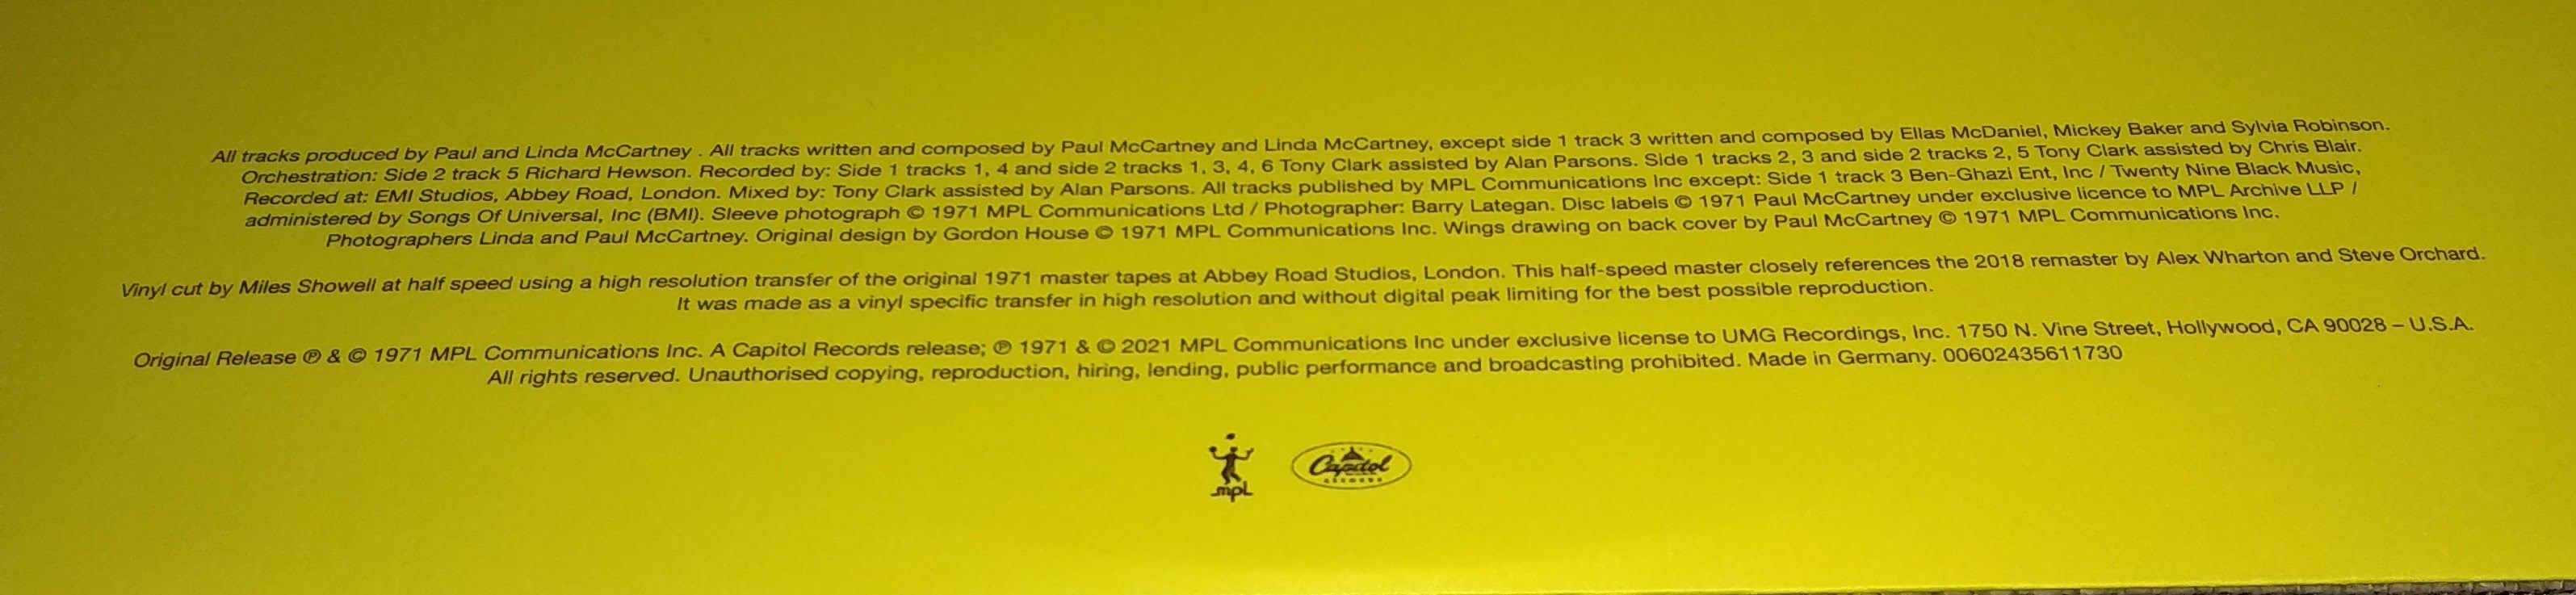 All tracks produced by Paul and Linda McCartney . All tracks written and composed by Paul McCartney and Linda McCartney, except side 1 track 3 written and composed by Ellas McDaniel, Mickey Baker and Sylvia Robinson.
Orchestration: Side 2 track 5 Richard Hewson. Recorded by: Side 1 tracks 1, 4 and side 2 tracks 1, 3, 4, 6 Tony Clark assisted by Alan Parsons. Side 1 tracks 2, 3 and side 2 tracks 2, 5 Tony Clark assisted by Chris Blair.
Recorded at: EMI Studios, Abbey Road, London. Mixed by: Tony Clark assisted by Alan Parsons. All tracks published by MPL Communications Inc except: Side 1 track 3 Ben-Ghazi Ent, Inc / Twenty Nine Black Music,
administered by Songs Of Universal, Inc (BMI). Sleeve photograph © 1971 MPL Communications Ltd / Photographer: Barry Lategan. Disc labels © 1971 Paul McCartney under exclusive licence to MPL Archive LLP /
Photographers Linda and Paul McCartney. Original design by Gordon House © 1971 MPL Communications Inc. Wings drawing on back cover by Paul McCartney © 1971 MPL Communications Inc.
Vinyl cut by Miles Showell at half speed using a high resolution transfer of the original 1971 master tapes at Abbey Road Studios, London. This half-speed master closely references the 2018 remaster by Alex Wharton and Steve Orchard.
It was made as a vinyl specific transfer in high resolution and without digital peak limiting for the best possible reproduction.
Original Release ℗ & © 1971 MPL Communications Inc. A Capitol Records release; ℗ 1971 & © 2021 MPL Communications Inc under exclusive license to UMG Recordings, Inc. 1750 N. Vine Street, Hollywood, CA 90028 – U.S.A.
All rights reserved. Unauthorised copying, reproduction, hiring, lending, public performance and broadcasting prohibited. Made in Germany. 00602435611730
mpl
Capitol
RECORDS